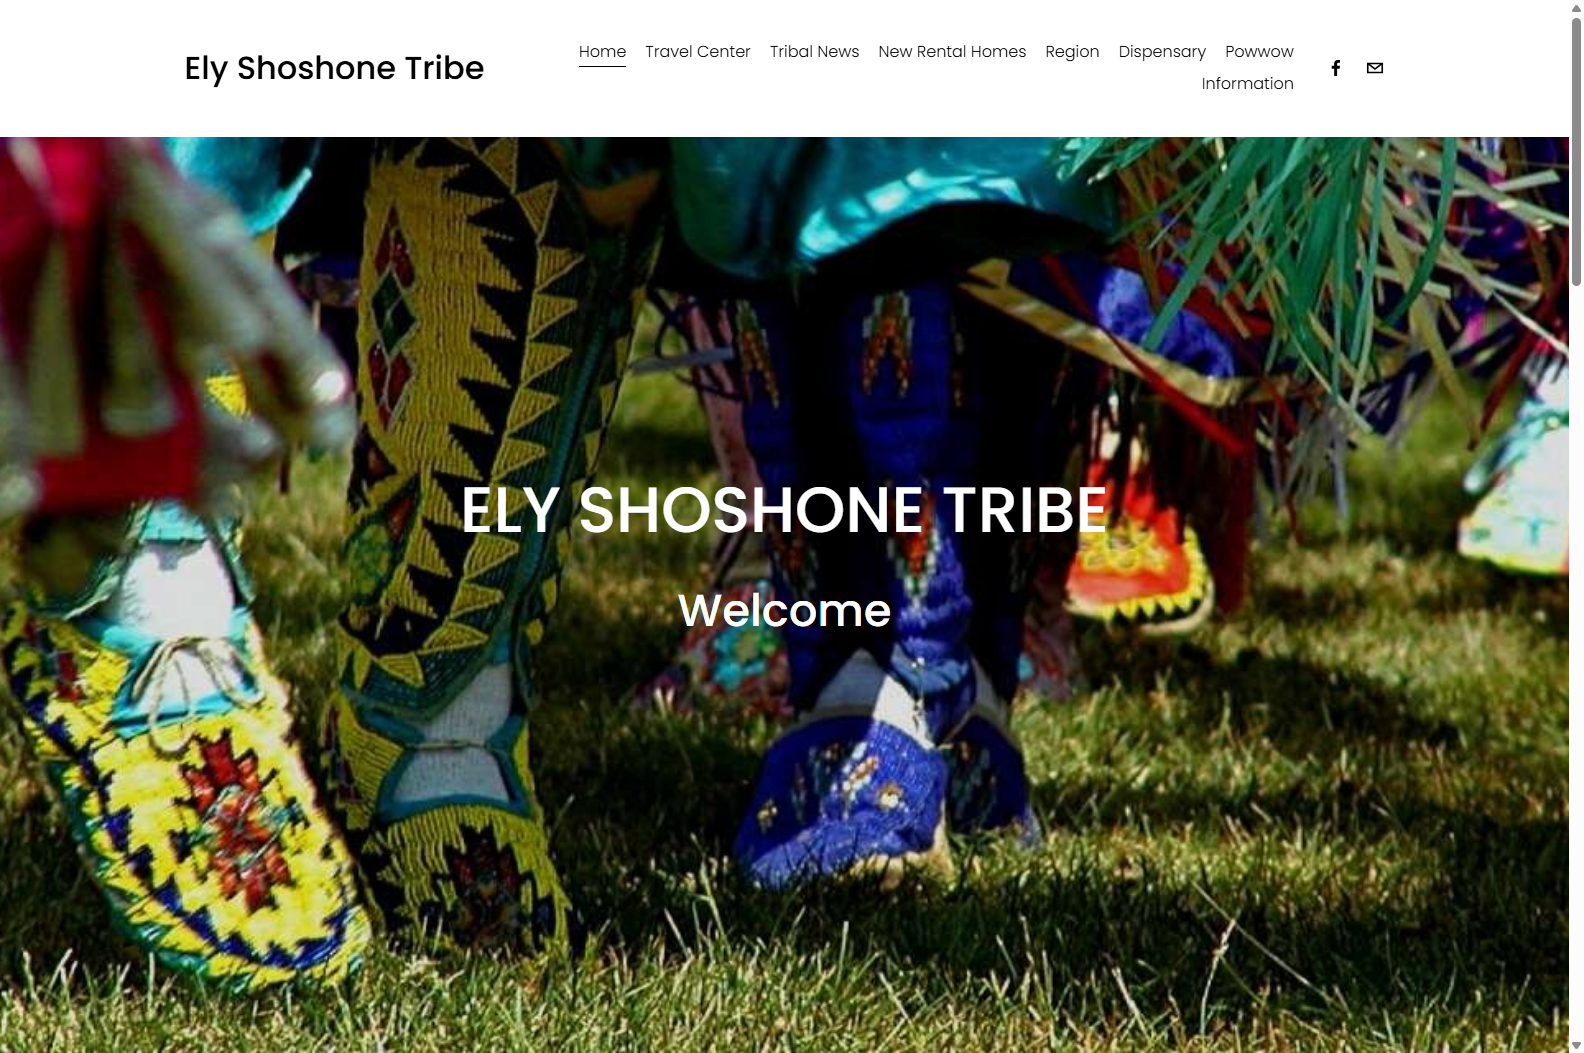 Ely Shoshone Tribe
Home Travel Center Tribal News New Rental Homes Region Dispensary Powwow
Information
ELY SHOSHONE TRIBE
Welcome